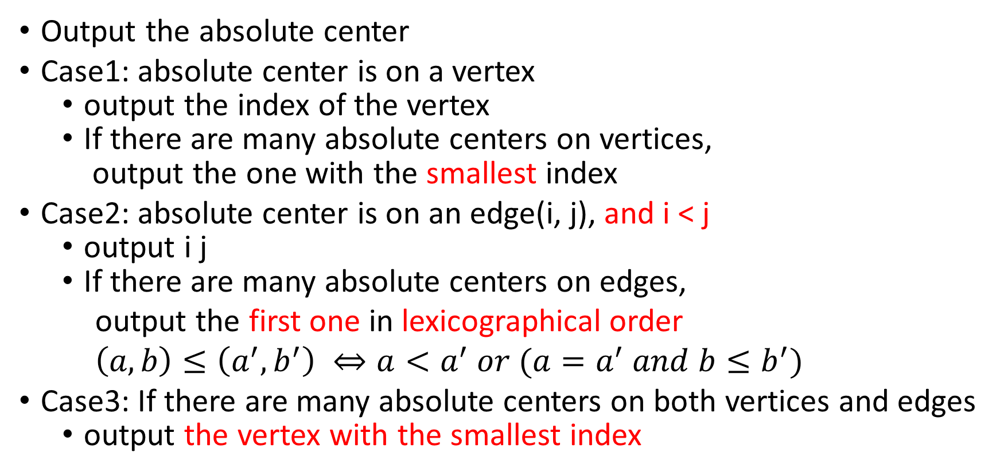 • Output the absolute center
• Case1: absolute center is on a vertex
• output the index of the vertex
• If there are many absolute centers on vertices,
output the one with the smallest index
• Case2: absolute center is on an edge(i, j), and i < j
• output i j
• If there are many absolute centers on edges,
output the first one in lexicographical order
(a, b) ≤ (a′, b′) ⇔ a < a′ or (a = a′ and b ≤ b′)
• Case3: If there are many absolute centers on both vertices and edges
• output the vertex with the smallest index